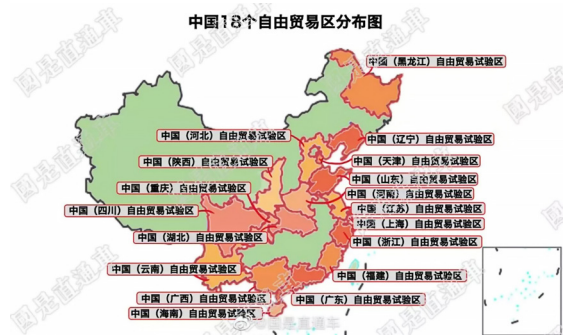 中国18个自由贸易区分布图
中国（黑龙江）自由贸易试验区
中国（河北）自由贸易试验区
中国（辽宁）自由贸易试验区
中国（陕西）自由贸易试验区
中国（天津）自由贸易试验区
中国（山东）自由贸易试验区
中国（重庆）自由贸易试验区
中国（河南）自由贸易试验区
中国（四川）自由贸易试验区
中国（江苏）自由贸易试验区
中国（上海）自由贸易试验区
中国（湖北）自由贸易试验区
中国（浙江）自由贸易试验区
中国（云南）自由贸易试验区
中国（福建）自由贸易试验区
中国（广西）自由贸易试验区
中国（广东）自由贸易试验区
中国（海南）自由贸易试验区